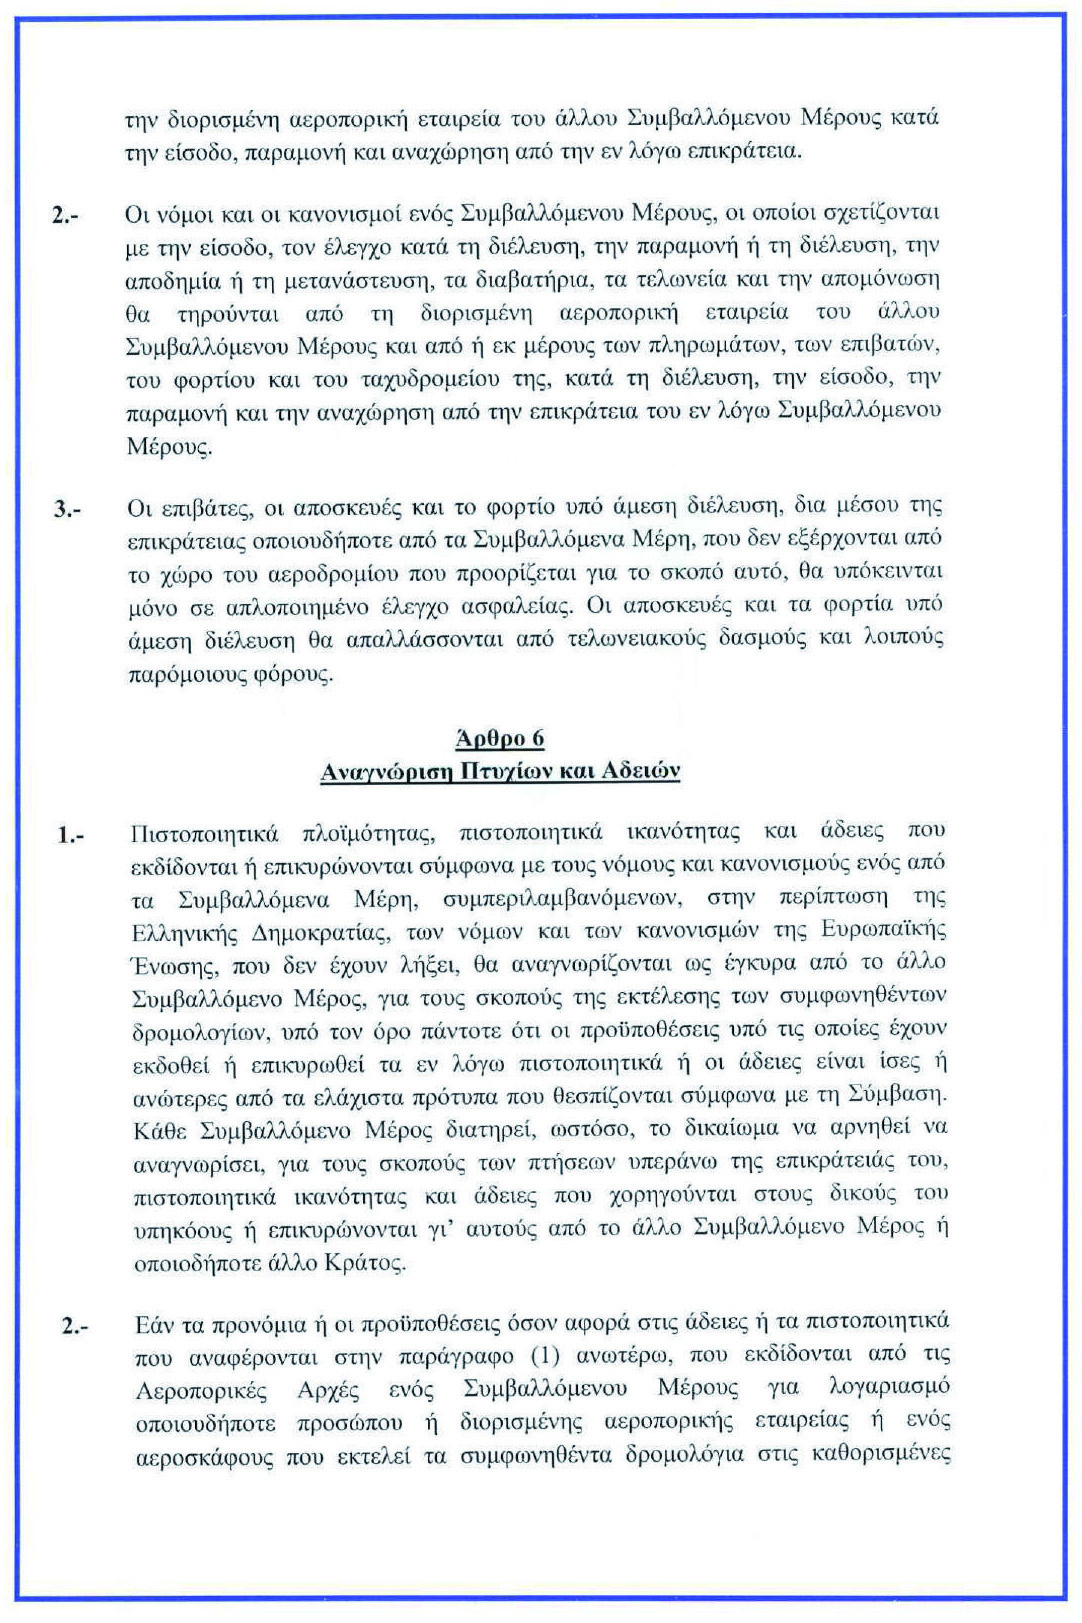 την διορισμένη αεροπορική εταιρεία του άλλου Συμβαλλόμενου Μέρους κατά
την είσοδο, παραμονή και αναχώρηση από την εν λόγω επικράτεια.
2.- Οι νόμοι και οι κανονισμοί ενός Συμβαλλόμενου Μέρους, οι οποίοι σχετίζονται
με την είσοδο, τον έλεγχο κατά τη διέλευση, την παραμονή ή τη διέλευση, την
αποδημία ή τη μετανάστευση, τα διαβατήρια, τα τελωνεία και την απομόνωση
θα τηρούνται από τη διορισμένη αεροπορική εταιρεία του άλλου
Συμβαλλόμενου Μέρους και από ή εκ μέρους των πληρωμάτων, των επιβατών,
του φορτίου και του ταχυδρομείου της, κατά τη διέλευση, την είσοδο, την
παραμονή και την αναχώρηση από την επικράτεια του εν λόγω Συμβαλλόμενου
Μέρους.
3.- Οι επιβάτες, οι αποσκευές και το φορτίο υπό άμεση διέλευση, δια μέσου της
επικράτειας οποιουδήποτε από τα Συμβαλλόμενα Μέρη, που δεν εξέρχονται από
το χώρο του αεροδρομίου που προορίζεται για το σκοπό αυτό, θα υπόκεινται
μόνο σε απλοποιημένο έλεγχο ασφαλείας. Οι αποσκευές και τα φορτία υπό
άμεση διέλευση θα απαλλάσσονται από τελωνειακούς δασμούς και λοιπούς
παρόμοιους φόρους.
Άρθρο 6
Αναγνώριση Πτυχίων και Αδειών
1.- Πιστοποιητικά πλοϊμότητας, πιστοποιητικά ικανότητας και άδειες που
εκδίδονται ή επικυρώνονται σύμφωνα με τους νόμους και κανονισμούς ενός από
τα Συμβαλλόμενα Μέρη, συμπεριλαμβανόμενων, στην περίπτωση της
Ελληνικής Δημοκρατίας, των νόμων και των κανονισμών της Ευρωπαϊκής
Ένωσης, που δεν έχουν λήξει, θα αναγνωρίζονται ως έγκυρα από το άλλο
Συμβαλλόμενο Μέρος, για τους σκοπούς της εκτέλεσης των συμφωνηθέντων
δρομολογίων, υπό τον όρο πάντοτε ότι οι προϋποθέσεις υπό τις οποίες έχουν
εκδοθεί ή επικυρωθεί τα εν λόγω πιστοποιητικά ή οι άδειες είναι ίσες ή
ανώτερες από τα ελάχιστα πρότυπα που θεσπίζονται σύμφωνα με τη Σύμβαση.
Κάθε Συμβαλλόμενο Μέρος διατηρεί, ωστόσο, το δικαίωμα να αρνηθεί να
αναγνωρίσει, για τους σκοπούς των πτήσεων υπεράνω της επικράτειάς του,
πιστοποιητικά ικανότητας και άδειες που χορηγούνται στους δικούς του
υπηκόους ή επικυρώνονται γι’ αυτούς από το άλλο Συμβαλλόμενο Μέρος ή
οποιοδήποτε άλλο Κράτος.
2.- Εάν τα προνόμια ή οι προϋποθέσεις όσον αφορά στις άδειες ή τα πιστοποιητικά
που αναφέρονται στην παράγραφο (1) ανωτέρω, που εκδίδονται από τις
Αεροπορικές Αρχές ενός Συμβαλλόμενου Μέρους για λογαριασμό
οποιουδήποτε προσώπου ή διορισμένης αεροπορικής εταιρείας ή ενός
αεροσκάφους που εκτελεί τα συμφωνηθέντα δρομολόγια στις καθορισμένες